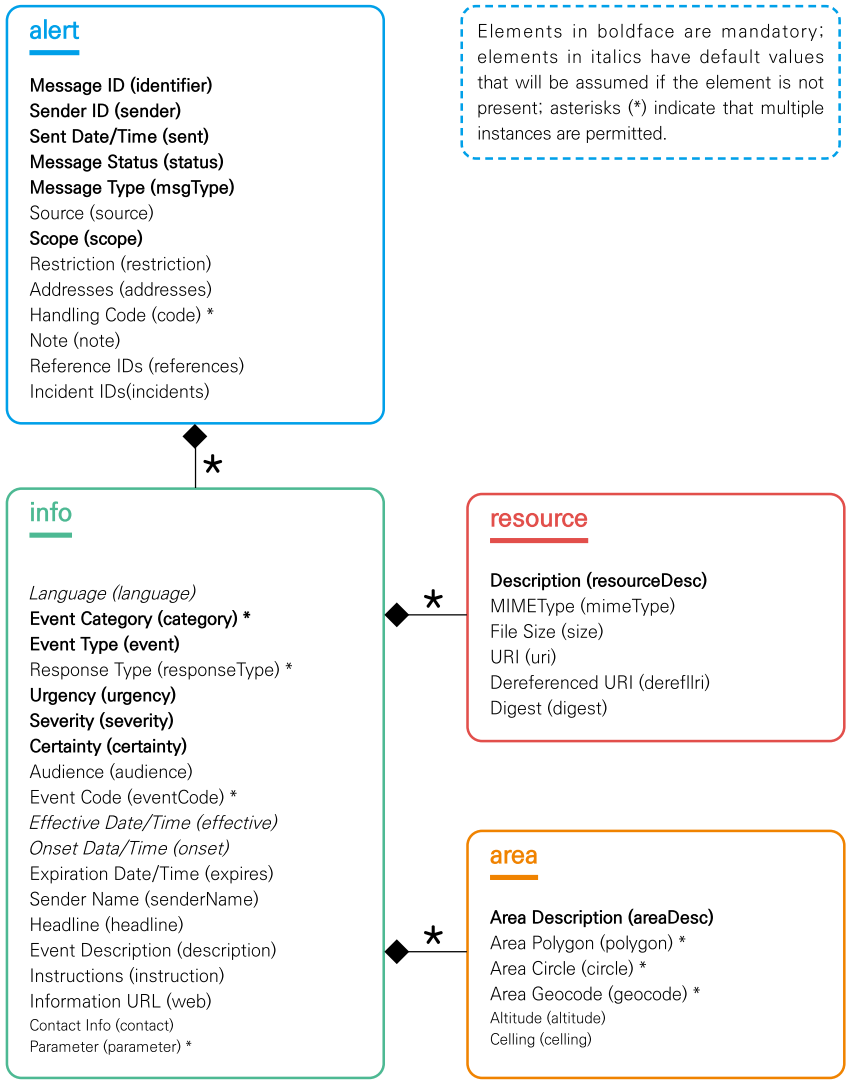 alert
Message ID (identifier)
Sender ID (sender)
Sent Date/Time (sent)
Message Status (status)
Message Type (msgType)
Source (source)
Scope (scope)
Restriction (restriction)
Addresses (addresses)
Handling Code (code) *
Note (note)
Reference IDs (references)
Incident IDs(incidents)
Elements in boldface are mandatory;
elements in italics have default values
that will be assumed if the element is not
present; asterisks (*) indicate that multiple
instances are permitted.
*
info
Language (language)
Event Category (category) *
Event Type (event)
Response Type (responseType) *
Urgency (urgency)
Severity (severity)
Certainty (certainty)
Audience (audience)
Event Code (eventCode) *
Effective Date/Time (effective)
Onset Data/Time (onset)
Expiration Date/Time (expires)
Sender Name (senderName)
Headline (headline)
Event Description (description)
Instructions (instruction)
Information URL (web)
Contact Info (contact)
Parameter (parameter) *
*
resource
Description (resourceDesc)
MIMEType (mimeType)
File Size (size)
URI (uri)
Dereferenced URI (derefllri)
Digest (digest)
*
area
Area Description (areaDesc)
Area Polygon (polygon) *
Area Circle (circle) *
Area Geocode (geocode) *
Altitude (altitude)
Celling (celling)